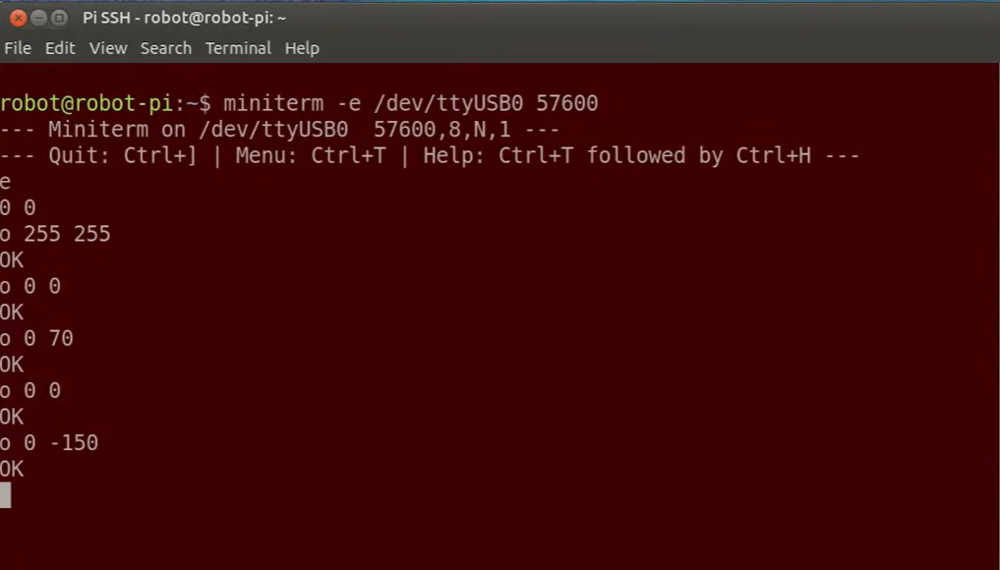 Pi SSH - robot@robot-pi: ~
File Edit View Search Terminal Help
robot@robot-pi:~$ miniterm -e /dev/ttyUSB0 57600
--- Miniterm on /dev/ttyUSB0  57600,8,N,1 ---
--- Quit: Ctrl+] | Menu: Ctrl+T | Help: Ctrl+T followed by Ctrl+H ---
e
0 0
o 255 255
OK
o 0 0
OK
o 0 70
OK
o 0 0
OK
o 0 -150
OK